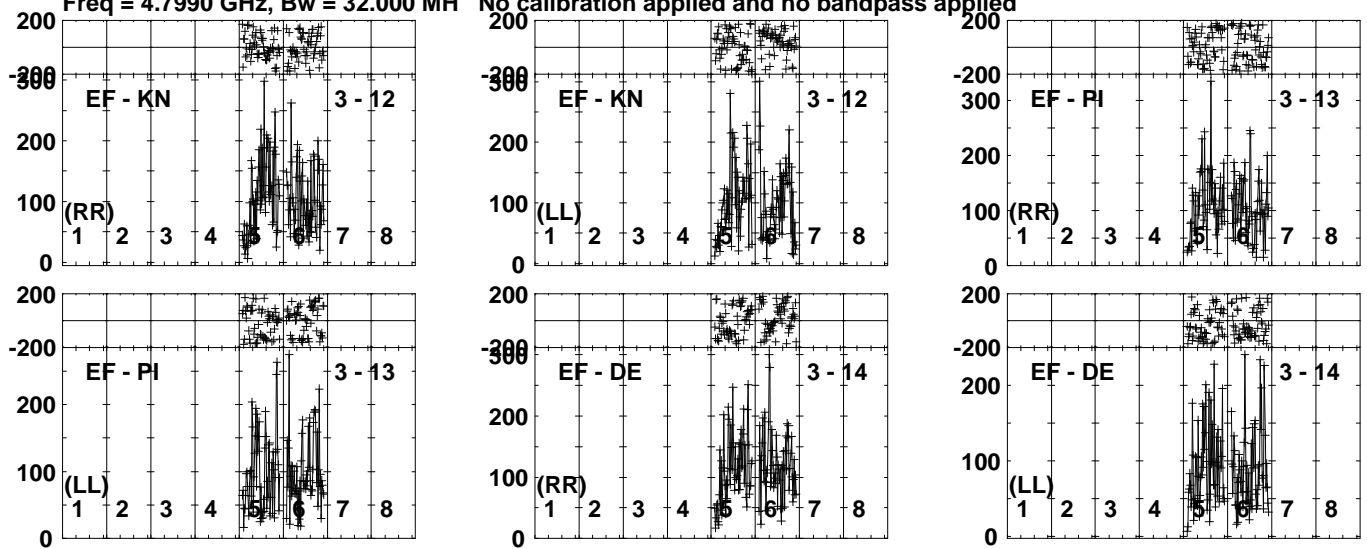 Freq = 4.7990 GHz, Bw = 32.000 MH No calibration applied and no bandpass applied
200 200 200
-200 -200 -200
300 300 300
EF - KN 3 - 12 EF - KN 3 - 12 EF - PI 3 - 13
200 200 200
100 100 100
(RR) (LL) (RR)
1 2 3 4 5 6 7 8 1 2 3 4 5 6 7 8 1 2 3 4 5 6 7 8
0 0 0
200 200 200
-200 -200 -200
300
EF - PI 3 - 13 EF - DE 3 - 14 EF - DE 3 - 14
200 200 200
100 100 100
(LL) (RR) (LL)
1 2 3 4 5 6 7 8 1 2 3 4 5 6 7 8 1 2 3 4 5 6 7 8
0 0 0